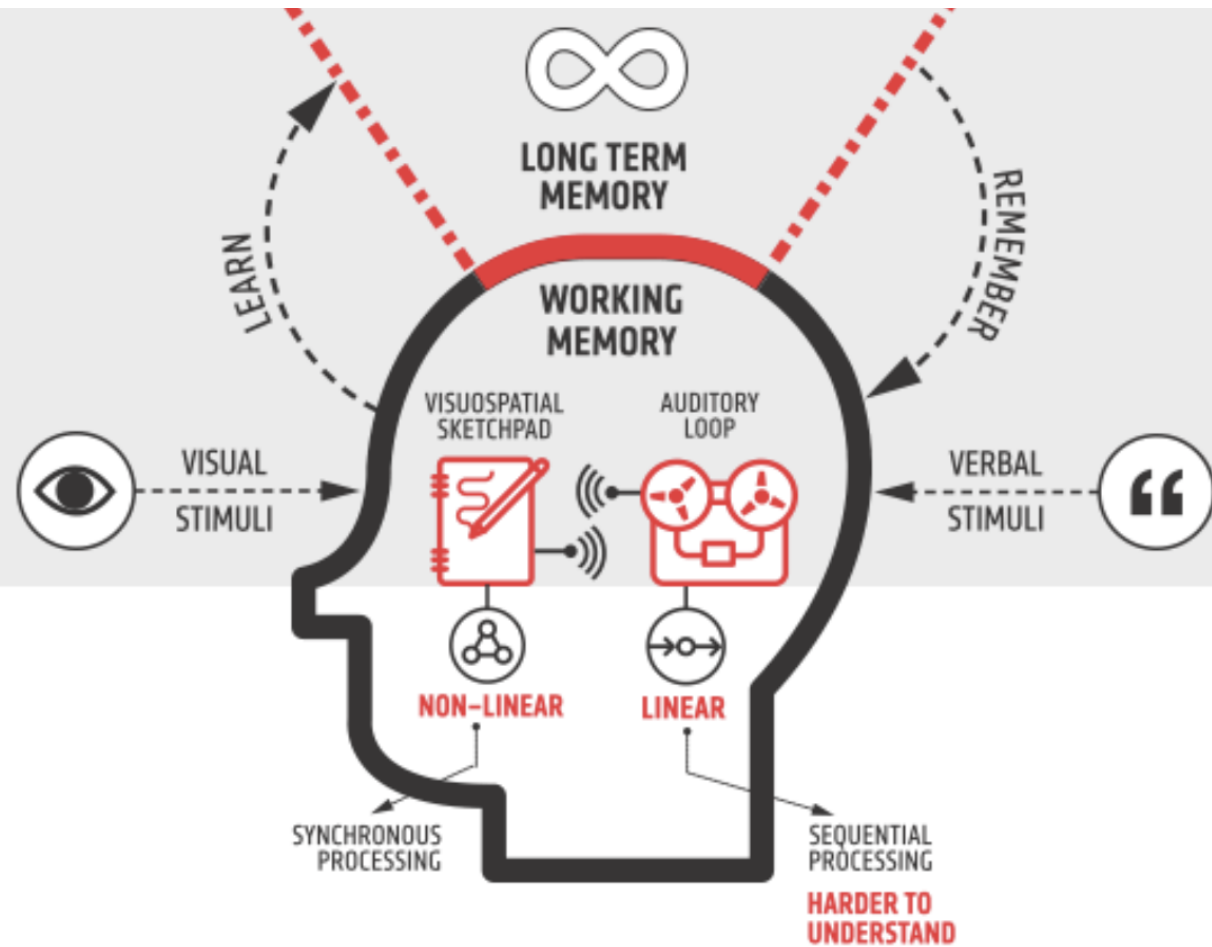 LONG TERM
MEMORY
LEARN
REMEMBER
WORKING
MEMORY
VISUOSPATIAL
SKETCHPAD
AUDITORY
LOOP
VISUAL
STIMULI
VERBAL
STIMULI
NON-LINEAR
LINEAR
SYNCHRONOUS
PROCESSING
SEQUENTIAL
PROCESSING
HARDER TO
UNDERSTAND